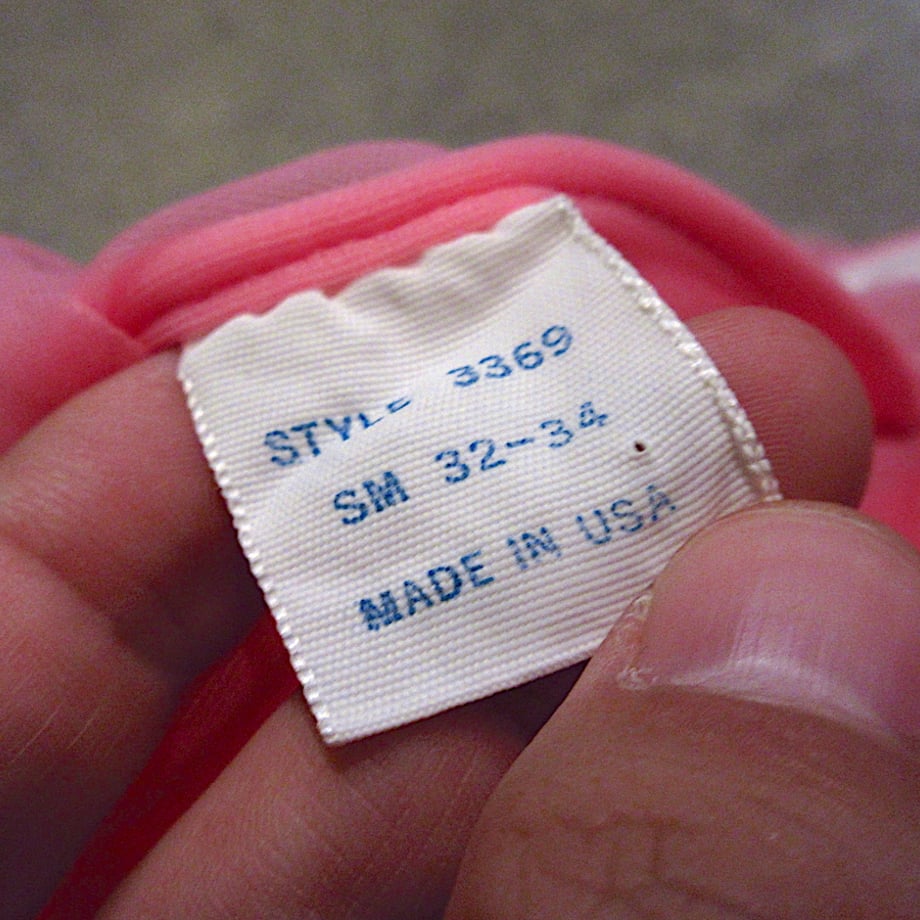 STYLE 3369
SM 32-34
MADE IN USA